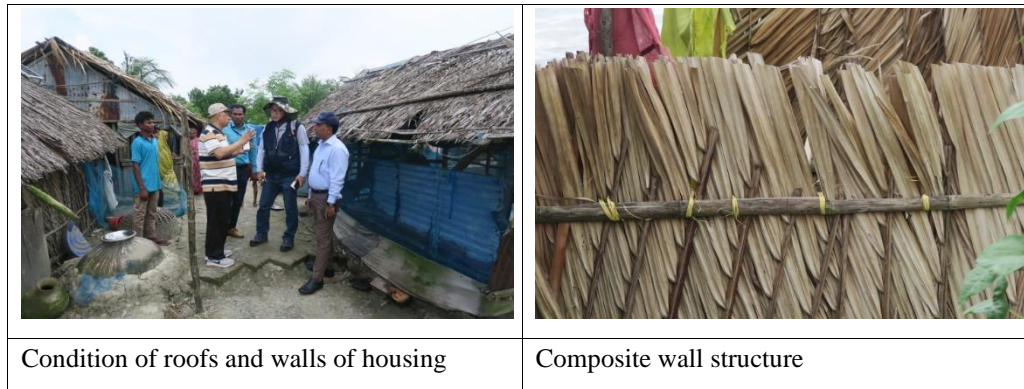 Condition of roofs and walls of housing
Composite wall structure